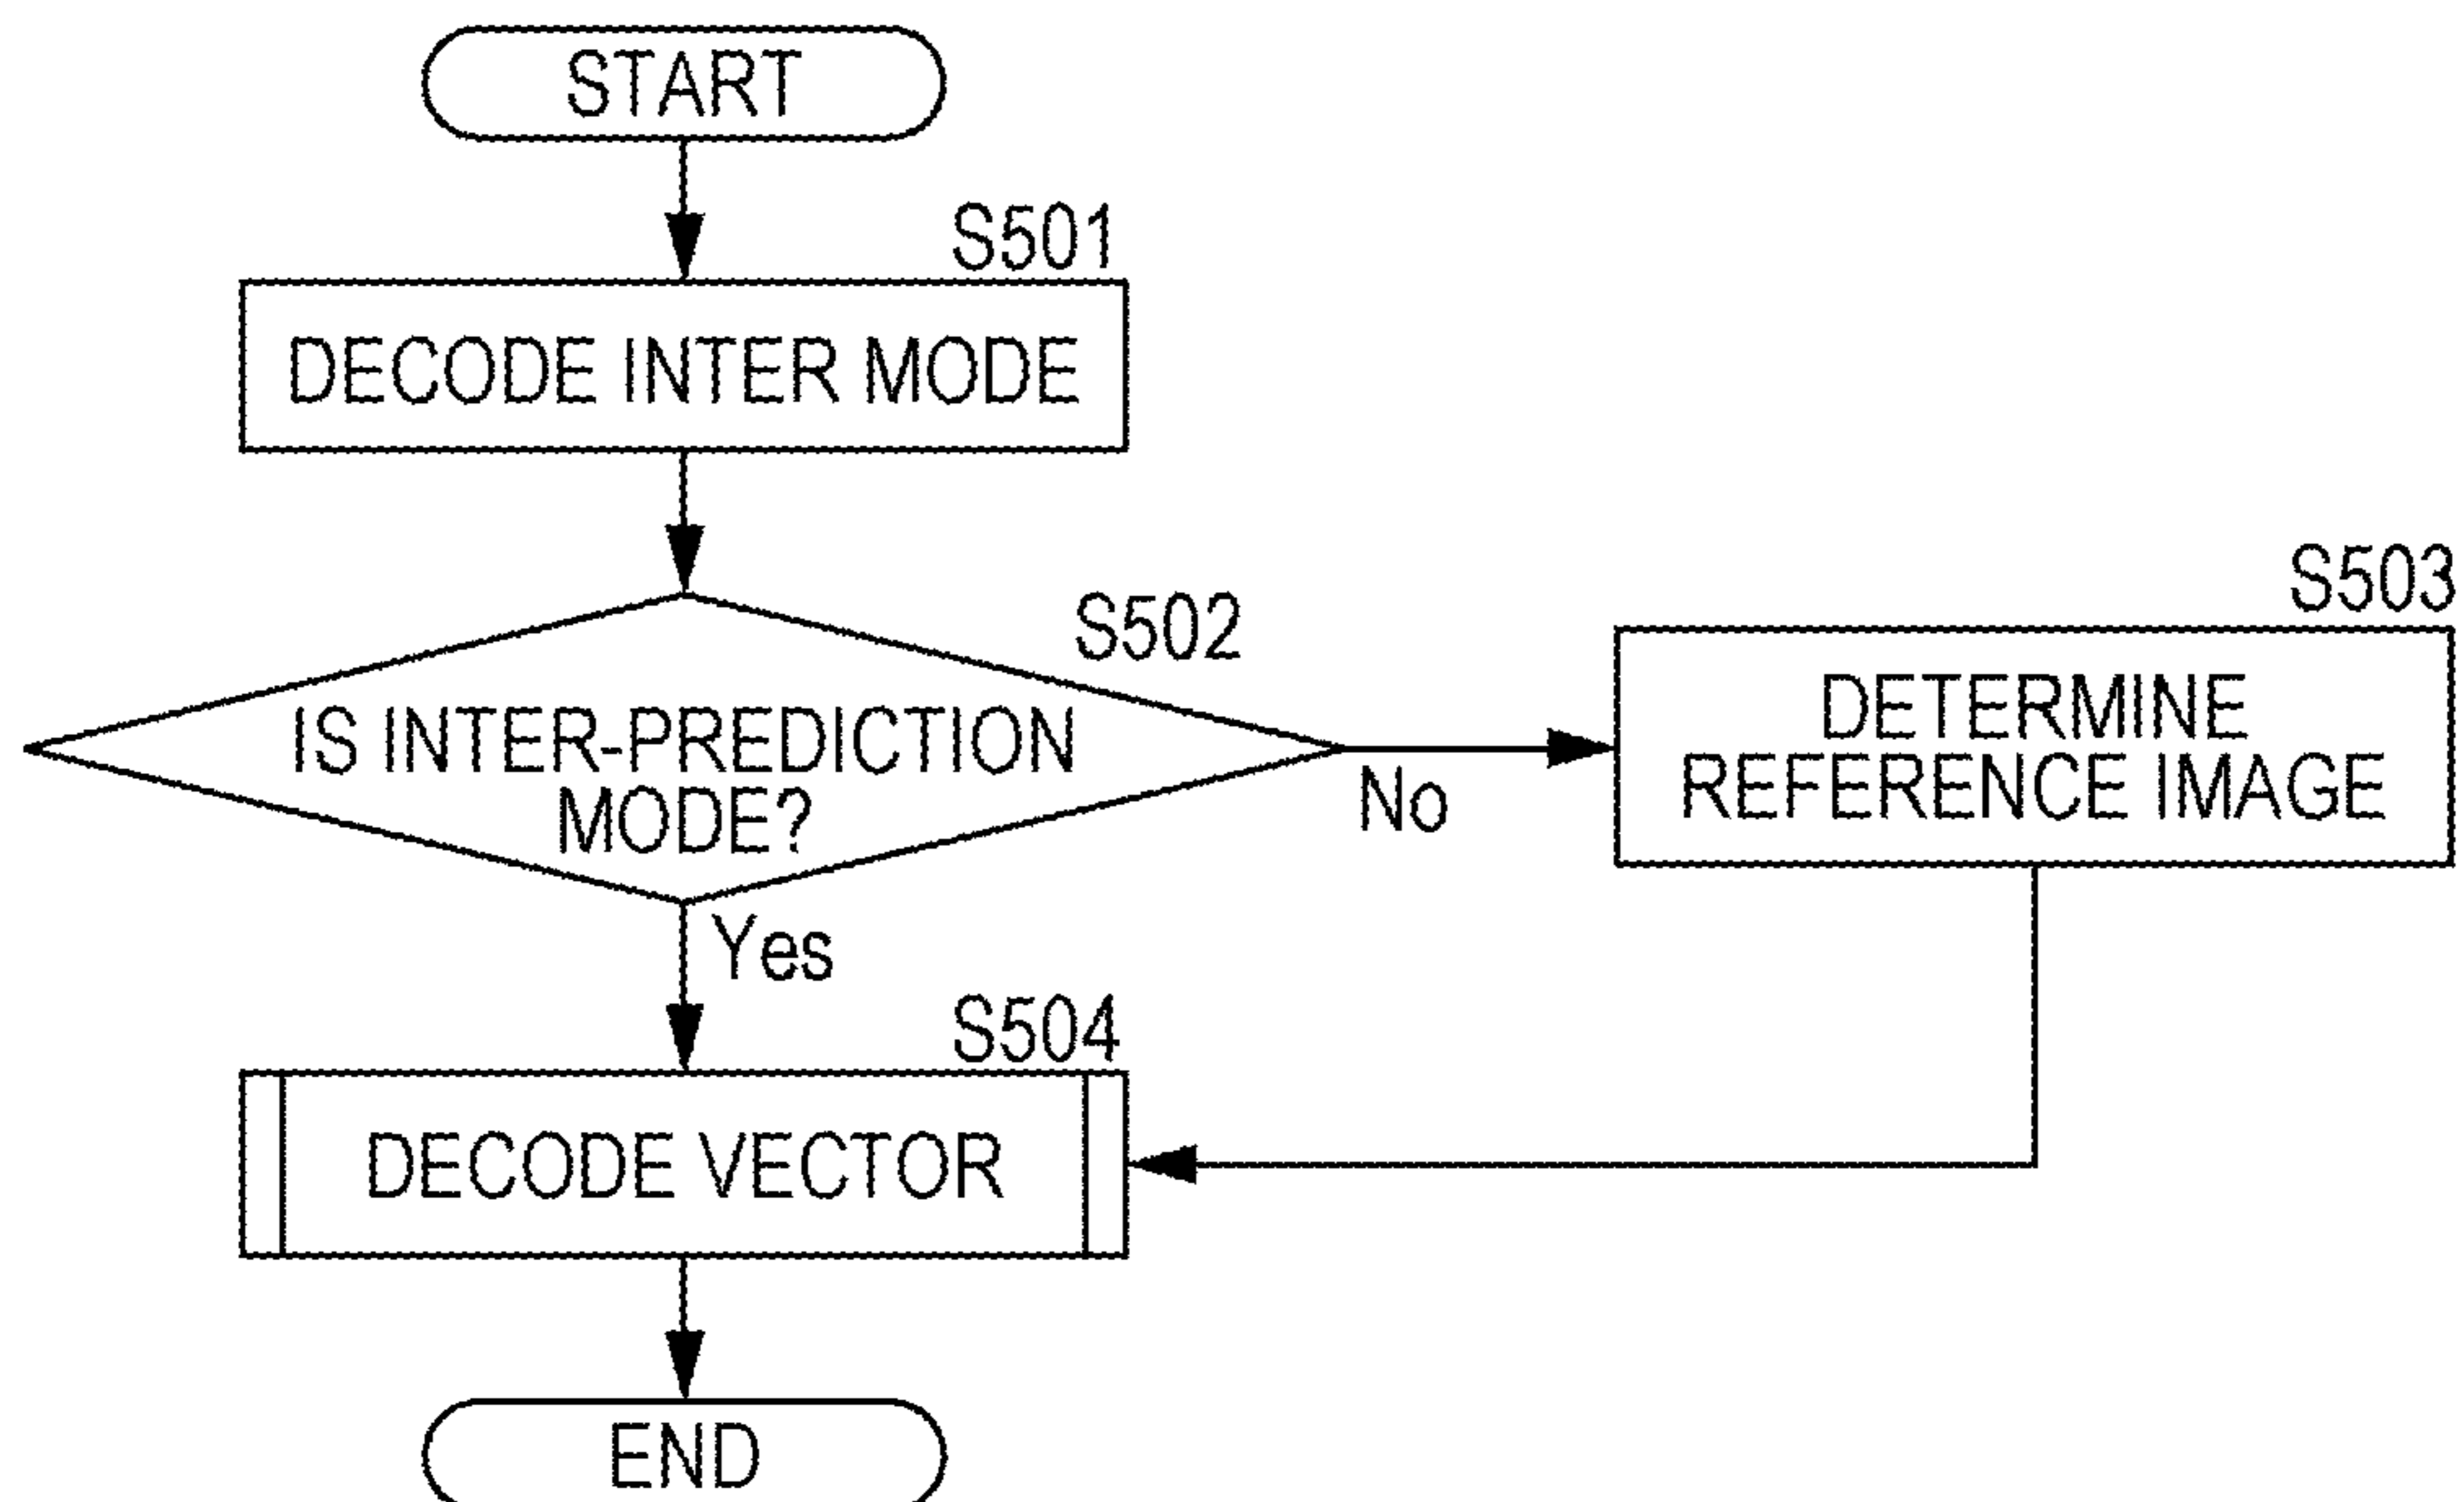 START
S501
DECODE INTER MODE
S502
IS INTER-PREDICTION
MODE?
No
S503
DETERMINE
REFERENCE IMAGE
Yes
S504
DECODE VECTOR
END